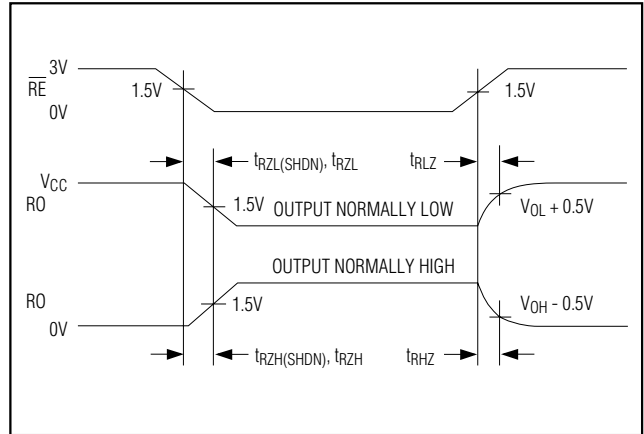 3V
R̅E̅
1.5V
1.5V
0V
tRZL(SHDN), tRZL
tRLZ
VCC
RO
1.5V
OUTPUT NORMALLY LOW
VOL + 0.5V
OUTPUT NORMALLY HIGH
RO
1.5V
VOH - 0.5V
0V
tRZH(SHDN), tRZH
tRHZ